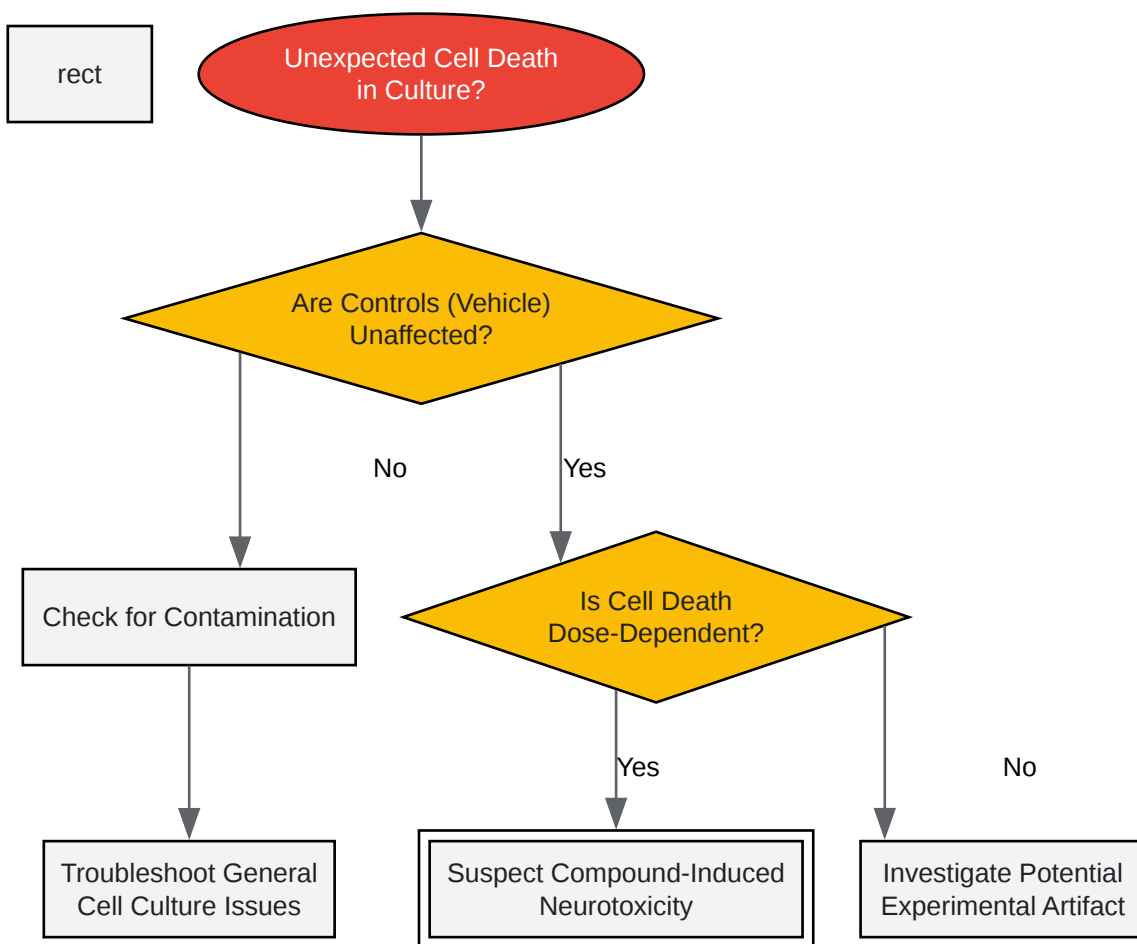 rect
Unexpected Cell Death
in Culture?
Are Controls (Vehicle)
Unaffected?
No
Yes
Check for Contamination
Is Cell Death
Dose-Dependent?
Yes
No
Troubleshoot General
Cell Culture Issues
Suspect Compound-Induced
Neurotoxicity
Investigate Potential
Experimental Artifact